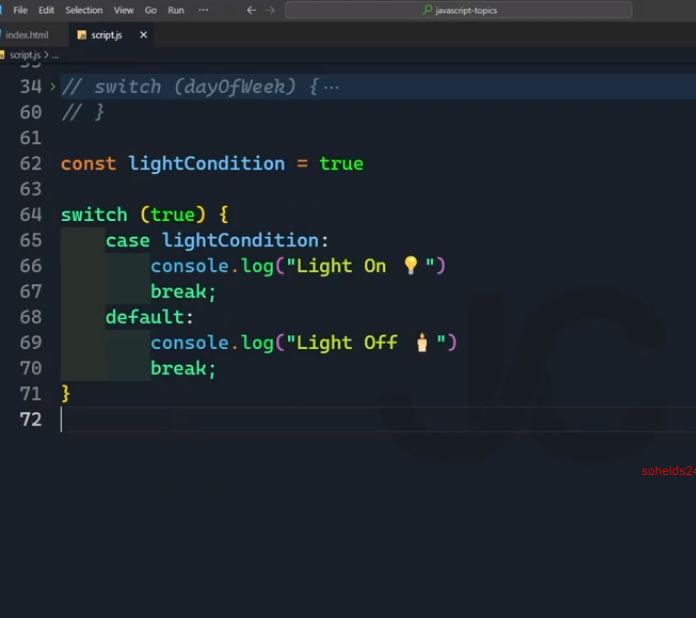 File Edit Selection View Go Run ··· ← → javascript-topics
index.html script.js ×
script.js > ...
34 > // switch (dayOfWeek) { ···
60 // }
61
62 const lightCondition = true
63
64 switch (true) {
65 case lightCondition:
66 console.log("Light On 💡")
67 break;
68 default:
69 console.log("Light Off 🕯️")
70 break;
71 }
72
JC